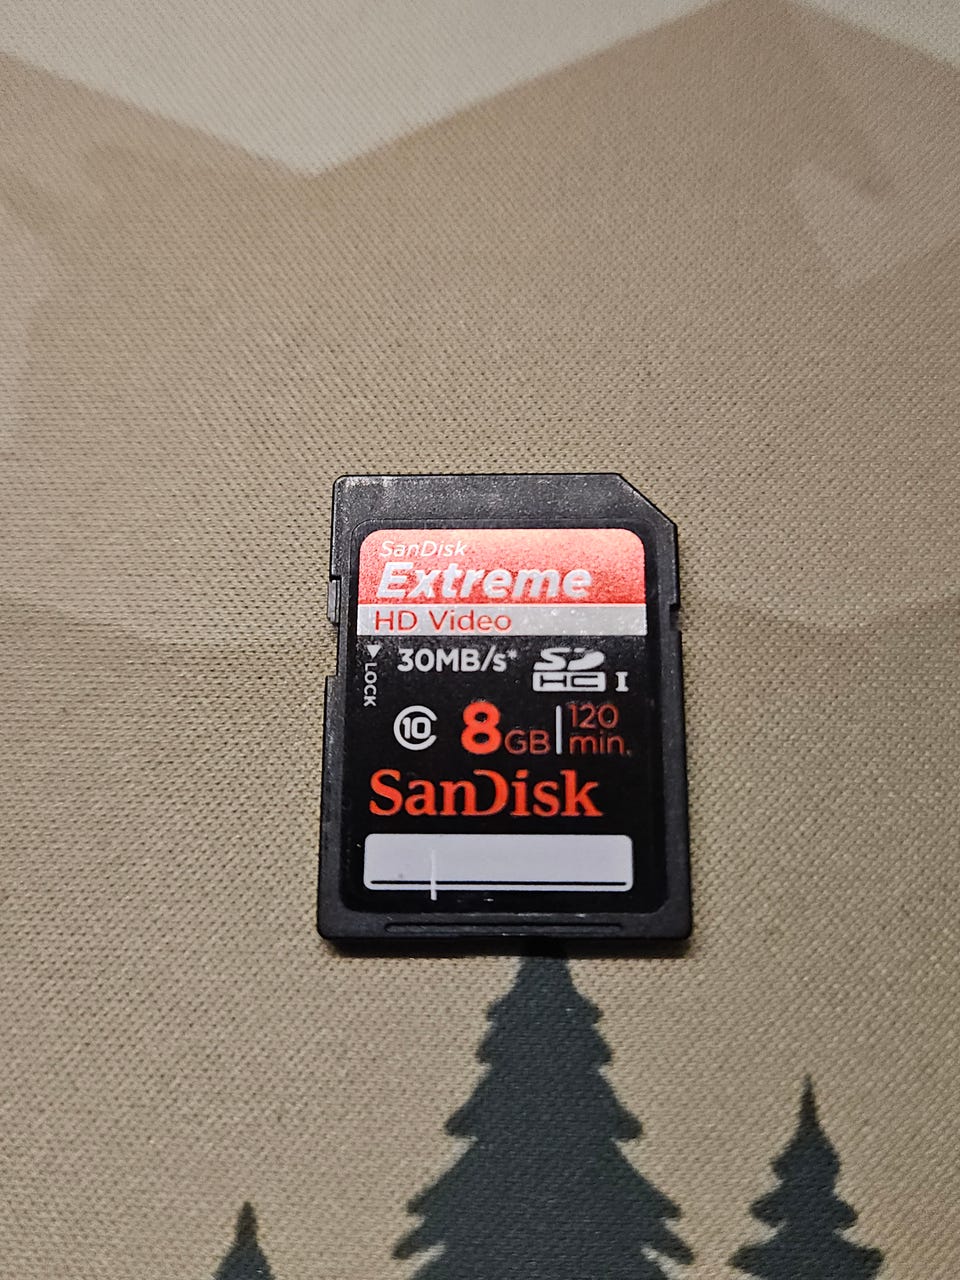 SanDisk
Extreme
HD Video
30MB/s* SDHC I
LOCK
10 8GB 120 min.
SanDisk